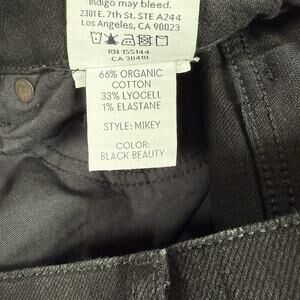 Indigo may bleed.
2301 E. 7th St. STE A244
Los Angeles, CA 90023
RN 155144
CA 30410
66% ORGANIC
COTTON
33% LYOCELL
1% ELASTANE
STYLE: MIKEY
COLOR:
BLACK BEAUTY